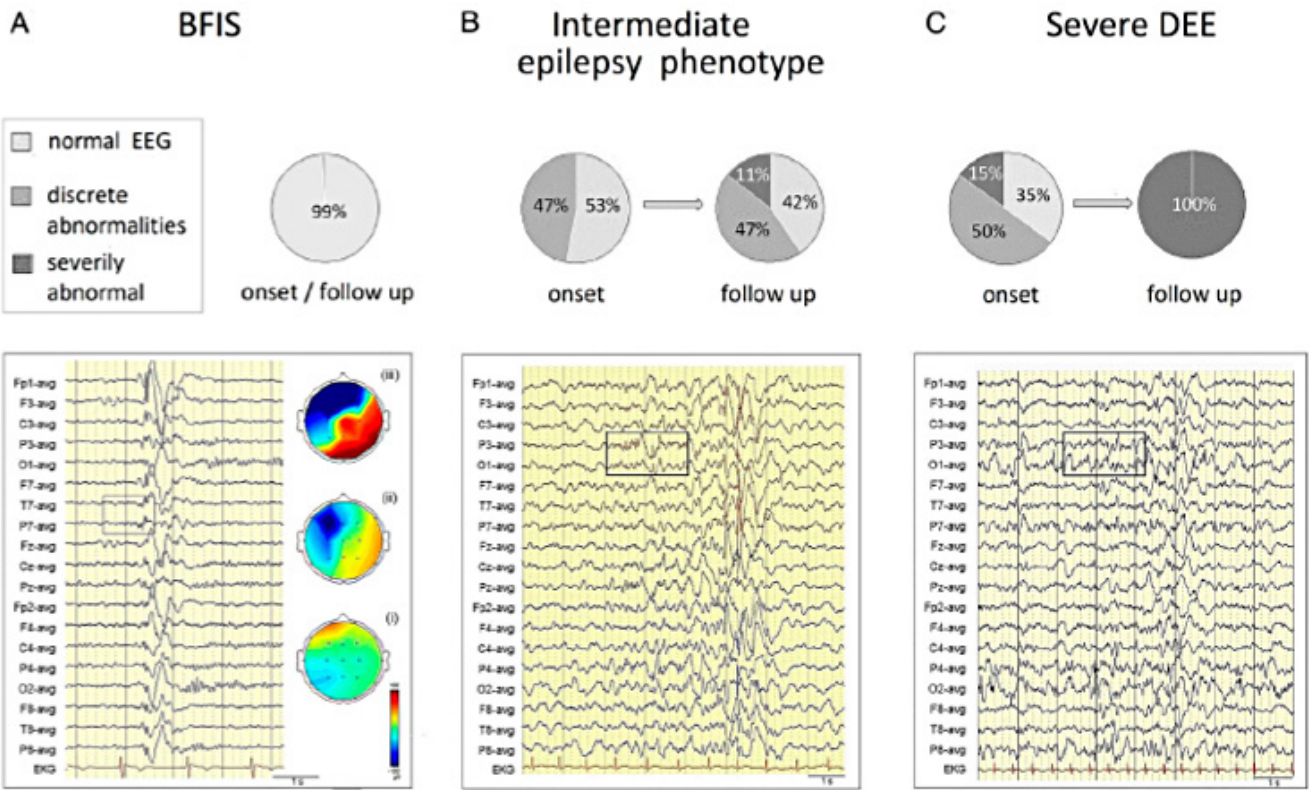 A BFIS
B Intermediate
epilepsy phenotype
C Severe DEE
normal EEG
discrete
abnormalities
severily
abnormal
99%
onset / follow up
47% 53%
onset
11%
42%
47%
follow up
15%
35%
50%
onset
100%
follow up
Fp1-avg
F3-avg
C3-avg
P3-avg
O1-avg
F7-avg
T7-avg
P7-avg
Fz-avg
Cz-avg
Pz-avg
Fp2-avg
F4-avg
C4-avg
P4-avg
O2-avg
F8-avg
T8-avg
P8-avg
EKG
1s
(iii)
(ii)
(i)
Fp1-avg
F3-avg
C3-avg
P3-avg
O1-avg
F7-avg
T7-avg
P7-avg
Fz-avg
Cz-avg
Pz-avg
Fp2-avg
F4-avg
C4-avg
P4-avg
O2-avg
F8-avg
T8-avg
P8-avg
EKG
1s
Fp1-avg
F3-avg
C3-avg
P3-avg
O1-avg
F7-avg
T7-avg
P7-avg
Fz-avg
Cz-avg
Pz-avg
Fp2-avg
F4-avg
C4-avg
P4-avg
O2-avg
F8-avg
T8-avg
P8-avg
EKG
1s